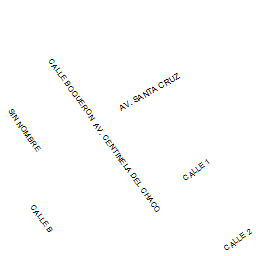 CALLE BOQUERON
AV. SANTA CRUZ
AV. CENTINELA DEL CHACO
SIN NOMBRE
CALLE 1
CALLE B
CALLE 2